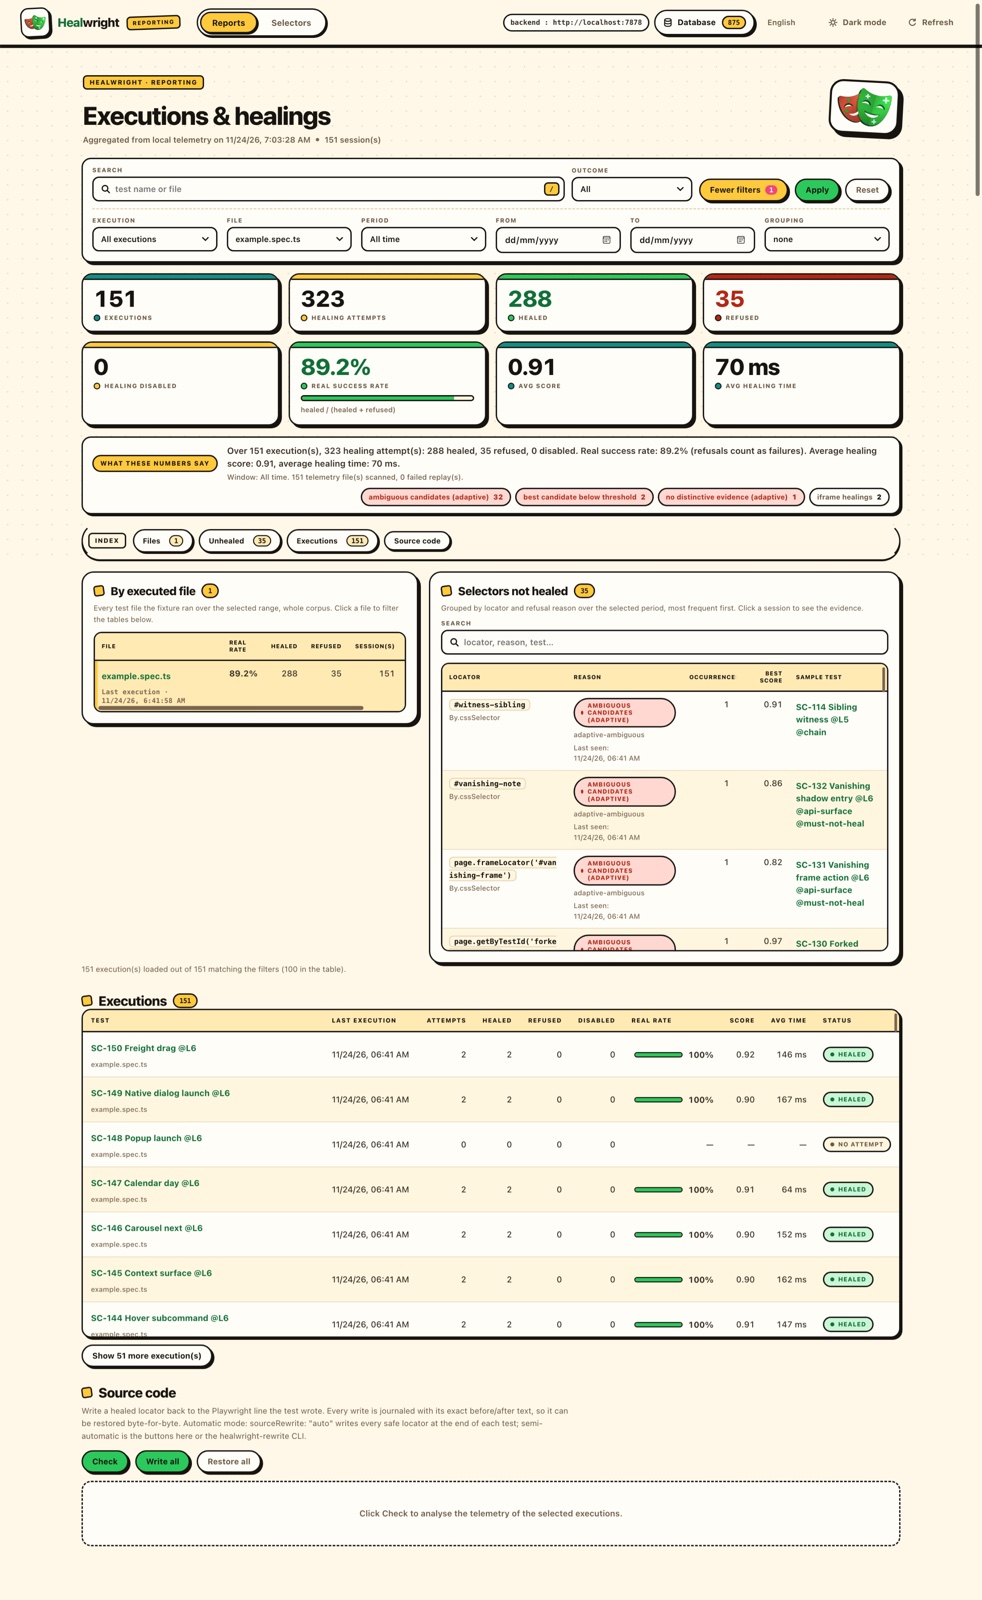 Healwright REPORTING Reports Selectors backend : http://localhost:7878 Database 875 English Dark mode Refresh
HEALWRIGHT · REPORTING
Executions & healings
Aggregated from local telemetry on 11/24/26, 7:03:28 AM • 151 session(s)
SEARCH OUTCOME
test name or file / All Fewer filters 1 Apply Reset
EXECUTION FILE PERIOD FROM TO GROUPING
All executions example.spec.ts All time dd/mm/yyyy dd/mm/yyyy none
151 323 288 35
EXECUTIONS HEALING ATTEMPTS HEALED REFUSED
0 89.2% 0.91 70 ms
HEALING DISABLED REAL SUCCESS RATE AVG SCORE AVG HEALING TIME
healed / (healed + refused)
WHAT THESE NUMBERS SAY
Over 151 execution(s), 323 healing attempt(s): 288 healed, 35 refused, 0 disabled. Real success rate: 89.2% (refusals count as failures). Average healing
score: 0.91, average healing time: 70 ms.
Window: All time. 151 telemetry file(s) scanned, 0 failed replay(s).
ambiguous candidates (adaptive) 32 best candidate below threshold 2 no distinctive evidence (adaptive) 1 iframe healings 2
INDEX Files 1 Unhealed 35 Executions 151 Source code
By executed file 1
Every test file the fixture ran over the selected range, whole corpus. Click a file to filter
the tables below.
FILE REAL RATE HEALED REFUSED SESSION(S)
example.spec.ts 89.2% 288 35 151
Last execution ·
11/24/26, 6:41:58 AM
Selectors not healed 35
Grouped by locator and refusal reason over the selected period, most frequent first. Click a session to see the evidence.
SEARCH
locator, reason, test...
LOCATOR REASON OCCURRENCE BEST SCORE SAMPLE TEST
#witness-sibling
By.cssSelector
AMBIGUOUS
CANDIDATES
(ADAPTIVE)
adaptive-ambiguous
Last seen:
11/24/26, 06:41 AM
1 0.91
SC-114 Sibling
witness @L5
@chain
#vanishing-note
By.cssSelector
AMBIGUOUS
CANDIDATES
(ADAPTIVE)
adaptive-ambiguous
Last seen:
11/24/26, 06:41 AM
1 0.86
SC-132 Vanishing
shadow entry @L6
@api-surface
@must-not-heal
page.frameLocator('#van
ishing-frame')
By.cssSelector
AMBIGUOUS
CANDIDATES
(ADAPTIVE)
adaptive-ambiguous
Last seen:
11/24/26, 06:41 AM
1 0.82
SC-131 Vanishing
frame action @L6
@api-surface
@must-not-heal
page.getByTestId('forke
AMBIGUOUS
CANDIDATES
1 0.97
SC-130 Forked
151 execution(s) loaded out of 151 matching the filters (100 in the table).
Executions 151
TEST LAST EXECUTION ATTEMPTS HEALED REFUSED DISABLED REAL RATE SCORE AVG TIME STATUS
SC-150 Freight drag @L6 11/24/26, 06:41 AM 2 2 0 0 100% 0.92 146 ms HEALED
example.spec.ts
SC-149 Native dialog launch @L6 11/24/26, 06:41 AM 2 2 0 0 100% 0.90 167 ms HEALED
example.spec.ts
SC-148 Popup launch @L6 11/24/26, 06:41 AM 0 0 0 0 — — — NO ATTEMPT
example.spec.ts
SC-147 Calendar day @L6 11/24/26, 06:41 AM 2 2 0 0 100% 0.91 64 ms HEALED
example.spec.ts
SC-146 Carousel next @L6 11/24/26, 06:41 AM 2 2 0 0 100% 0.90 152 ms HEALED
example.spec.ts
SC-145 Context surface @L6 11/24/26, 06:41 AM 2 2 0 0 100% 0.90 162 ms HEALED
example.spec.ts
SC-144 Hover subcommand @L6 11/24/26, 06:41 AM 2 2 0 0 100% 0.91 147 ms HEALED
example.spec.ts
Show 51 more execution(s)
Source code
Write a healed locator back to the Playwright line the test wrote. Every write is journaled with its exact before/after text, so it can
be restored byte-for-byte. Automatic mode: sourceRewrite: "auto" writes every safe locator at the end of each test; semi-
automatic is the buttons here or the healwright-rewrite CLI.
Check Write all Restore all
Click Check to analyse the telemetry of the selected executions.